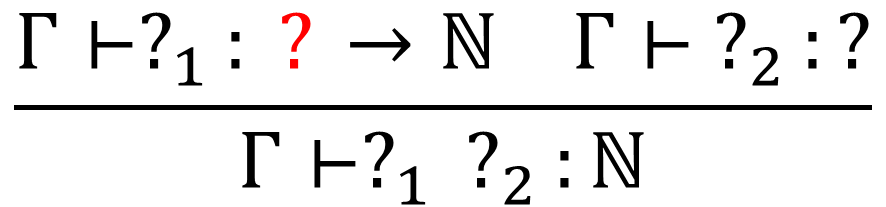 Γ ⊢?₁ : ? → ℕ Γ ⊢ ?₂ : ?
Γ ⊢?₁ ?₂ : ℕ